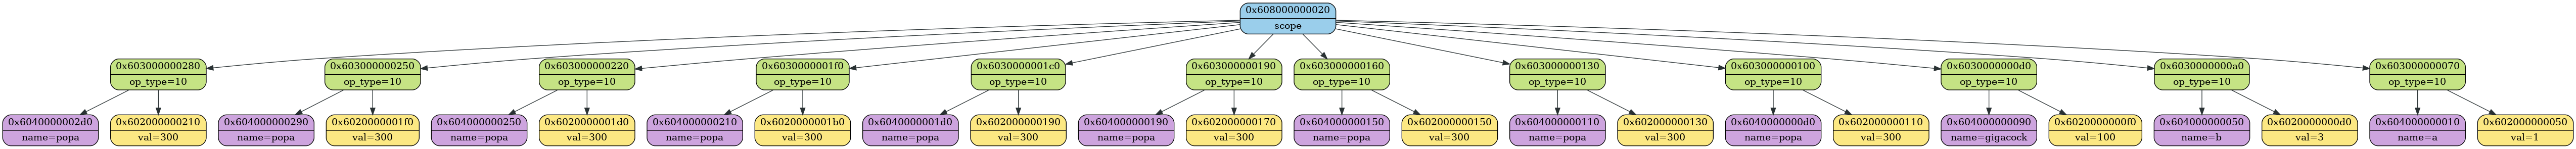 0x608000000020
scope
0x603000000280
op_type=10
0x603000000250
op_type=10
0x603000000220
op_type=10
0x6030000001f0
op_type=10
0x6030000001c0
op_type=10
0x603000000190
op_type=10
0x603000000160
op_type=10
0x603000000130
op_type=10
0x603000000100
op_type=10
0x6030000000d0
op_type=10
0x6030000000a0
op_type=10
0x603000000070
op_type=10
0x6040000002d0
name=popa
0x602000000210
val=300
0x604000000290
name=popa
0x6020000001f0
val=300
0x604000000250
name=popa
0x6020000001d0
val=300
0x604000000210
name=popa
0x6020000001b0
val=300
0x6040000001d0
name=popa
0x602000000190
val=300
0x604000000190
name=popa
0x602000000170
val=300
0x604000000150
name=popa
0x602000000150
val=300
0x604000000110
name=popa
0x602000000130
val=300
0x6040000000d0
name=popa
0x602000000110
val=300
0x604000000090
name=gigacock
0x6020000000f0
val=100
0x604000000050
name=b
0x6020000000d0
val=3
0x604000000010
name=a
0x602000000050
val=1